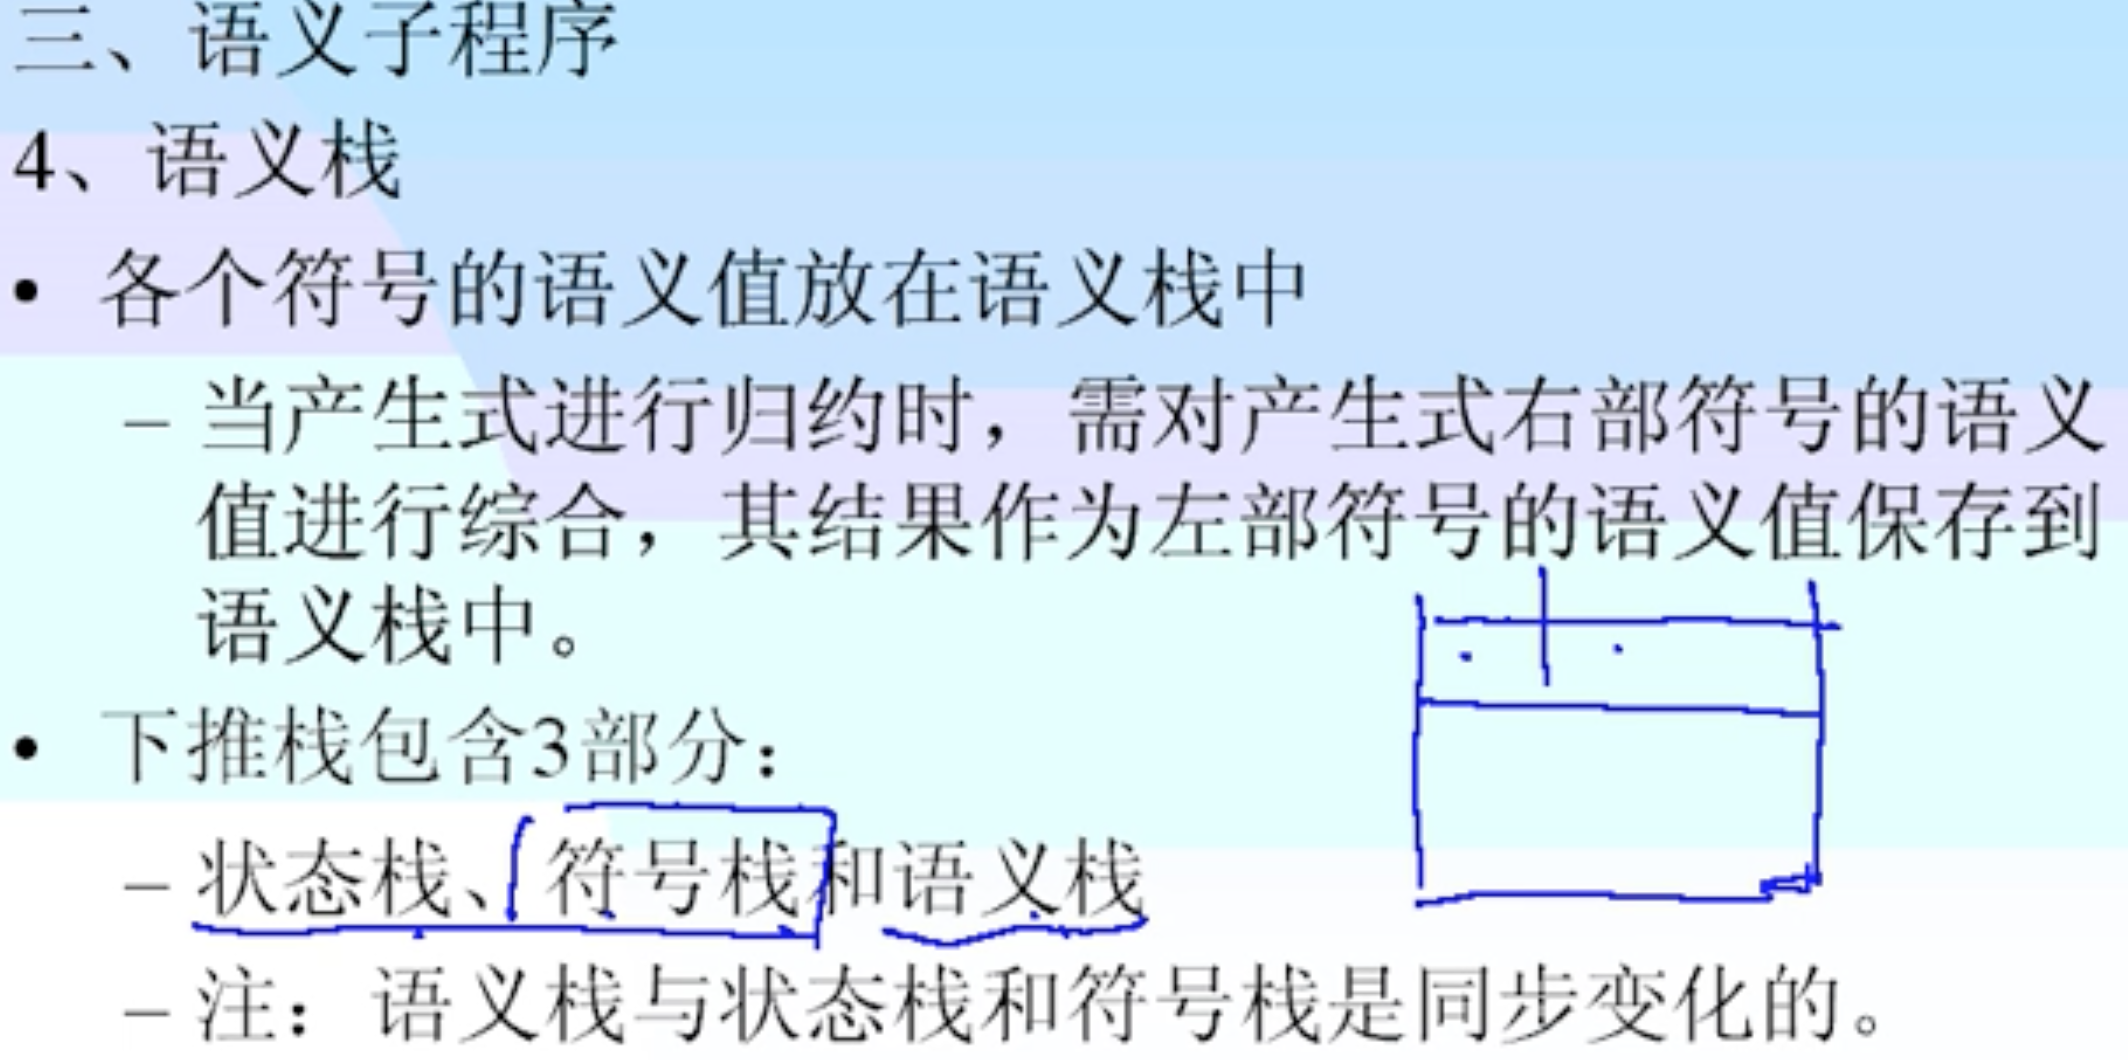 三、语义子程序
4、语义栈
• 各个符号的语义值放在语义栈中
– 当产生式进行归约时，需对产生式右部符号的语义
值进行综合，其结果作为左部符号的语义值保存到
语义栈中。
• 下推栈包含3部分：
– 状态栈、符号栈和语义栈
– 注：语义栈与状态栈和符号栈是同步变化的。